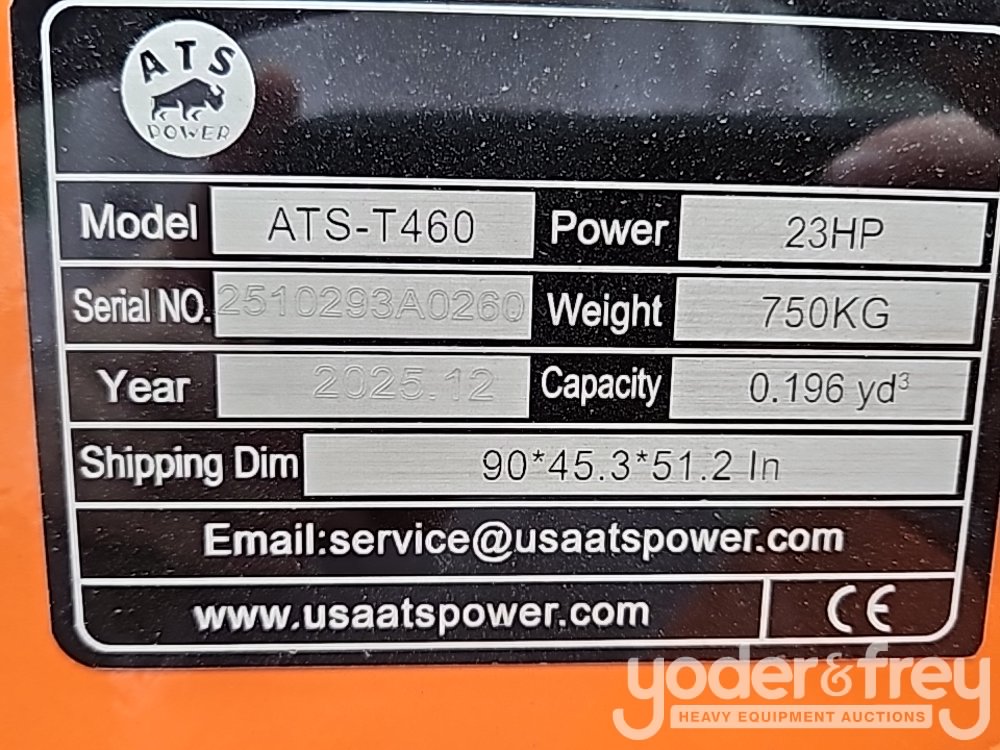 ATS
POWER
Model ATS-T460 Power 23HP
Serial NO. 2510293A0260 Weight 750KG
Year 2025.12 Capacity 0.196 yd³
Shipping Dim 90*45.3*51.2 In
Email:service@usaatspower.com
www.usaatspower.com CE
yoder&frey
HEAVY EQUIPMENT AUCTIONS